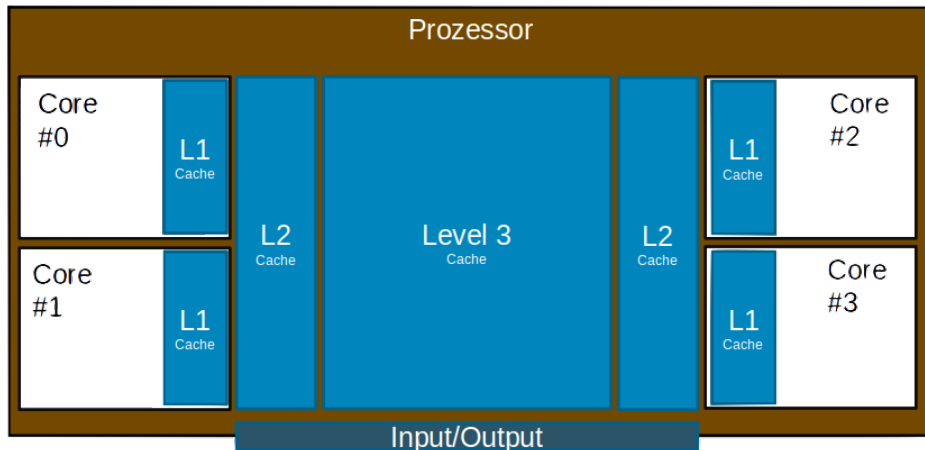 Prozessor
Core
#0
L1
Cache
Core
#1
L1
Cache
L2
Cache
Level 3
Cache
L2
Cache
L1
Cache
Core
#2
L1
Cache
Core
#3
Input/Output